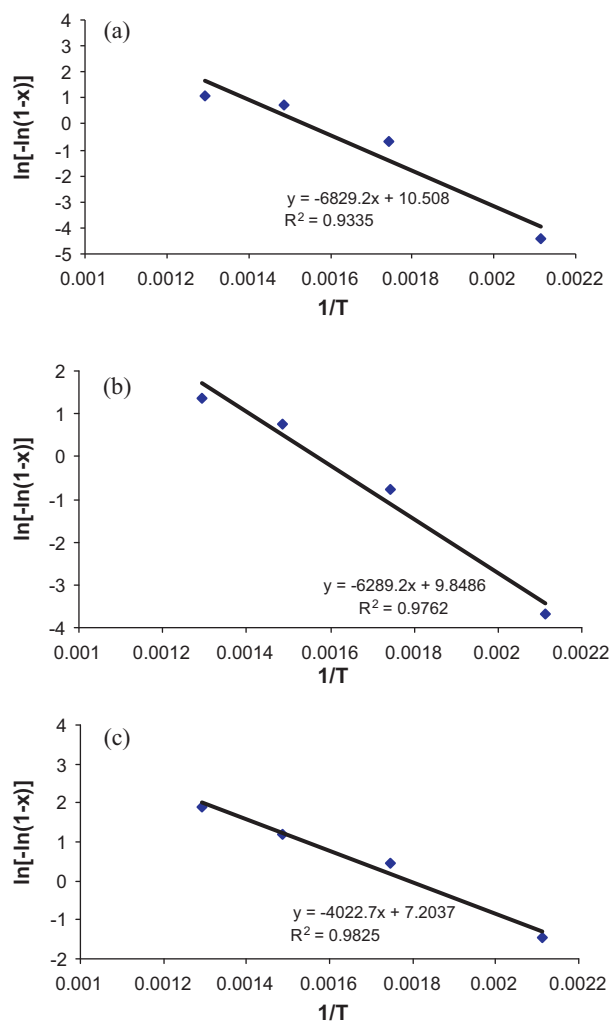 (a)
4
3
2
1
0
-1
-2
-3
-4
-5
ln[-ln(1-x)]
y = -6829.2x + 10.508
R² = 0.9335
0.001 0.0012 0.0014 0.0016 0.0018 0.002 0.0022
1/T
(b)
2
1
0
-1
-2
-3
-4
ln[-ln(1-x)]
y = -6289.2x + 9.8486
R² = 0.9762
0.001 0.0012 0.0014 0.0016 0.0018 0.002 0.0022
1/T
(c)
4
3
2
1
0
-1
-2
ln[-ln(1-x)]
y = -4022.7x + 7.2037
R² = 0.9825
0.001 0.0012 0.0014 0.0016 0.0018 0.002 0.0022
1/T